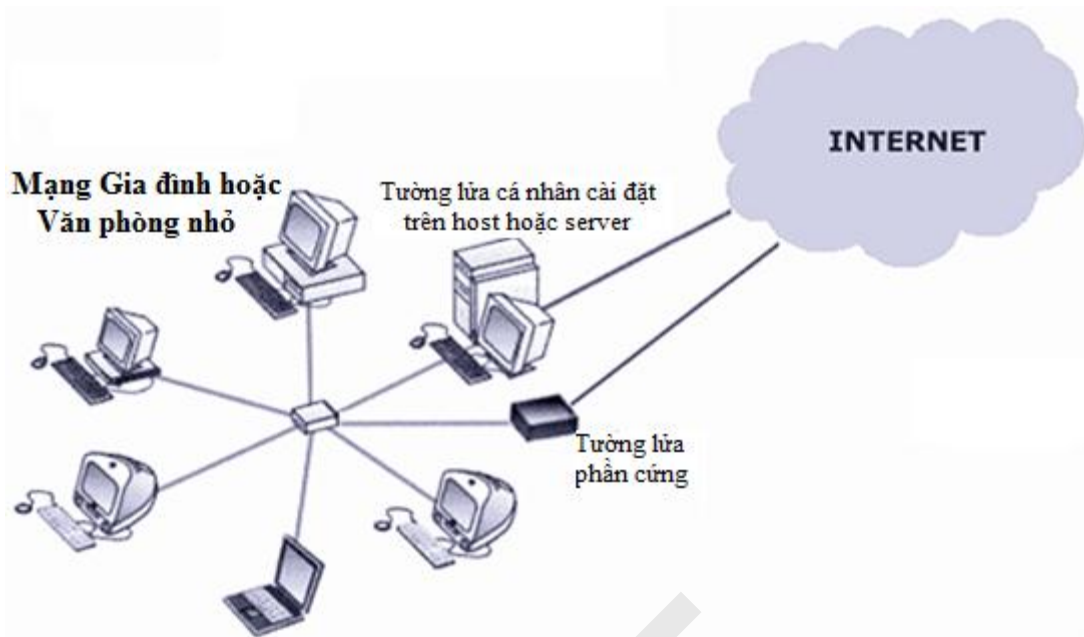 INTERNET
Mạng Gia đình hoặc
Văn phòng nhỏ
Tường lửa cá nhân cài đặt
trên host hoặc server
Tường lửa
phần cứng